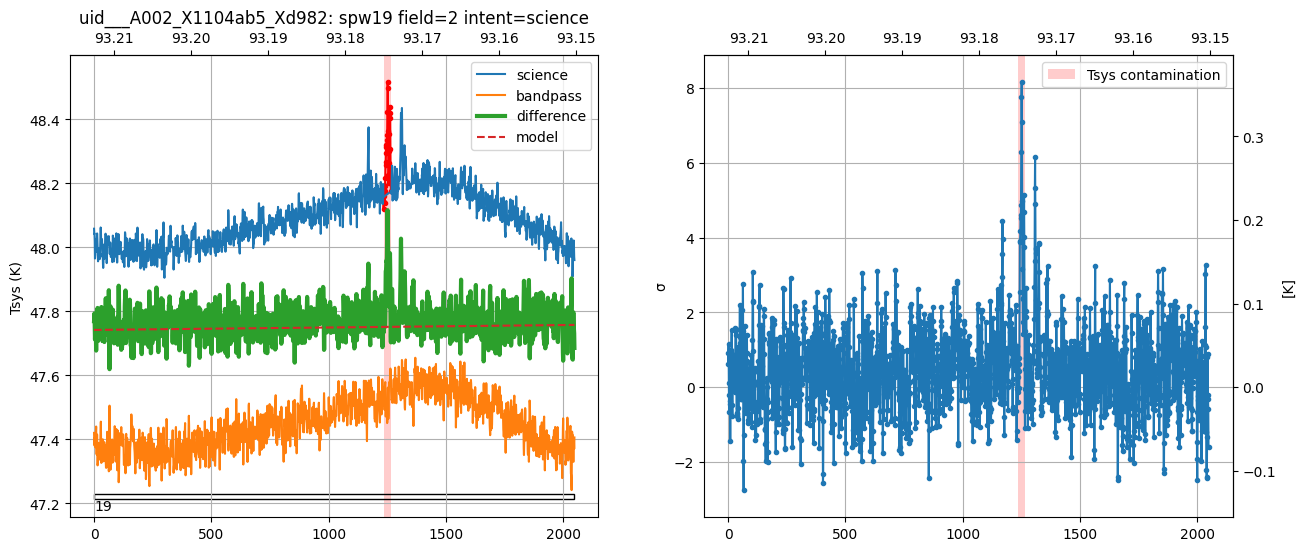 uid___A002_X1104ab5_Xd982: spw19 field=2 intent=science
93.21 93.20 93.19 93.18 93.17 93.16 93.15
Tsys (K)
48.4
48.2
48.0
47.8
47.6
47.4
47.2
science
bandpass
difference
model
19
0 500 1000 1500 2000
93.21 93.20 93.19 93.18 93.17 93.16 93.15
σ
8
6
4
2
0
−2
Tsys contamination
0.3
0.2
0.1
0.0
−0.1
[K]
0 500 1000 1500 2000